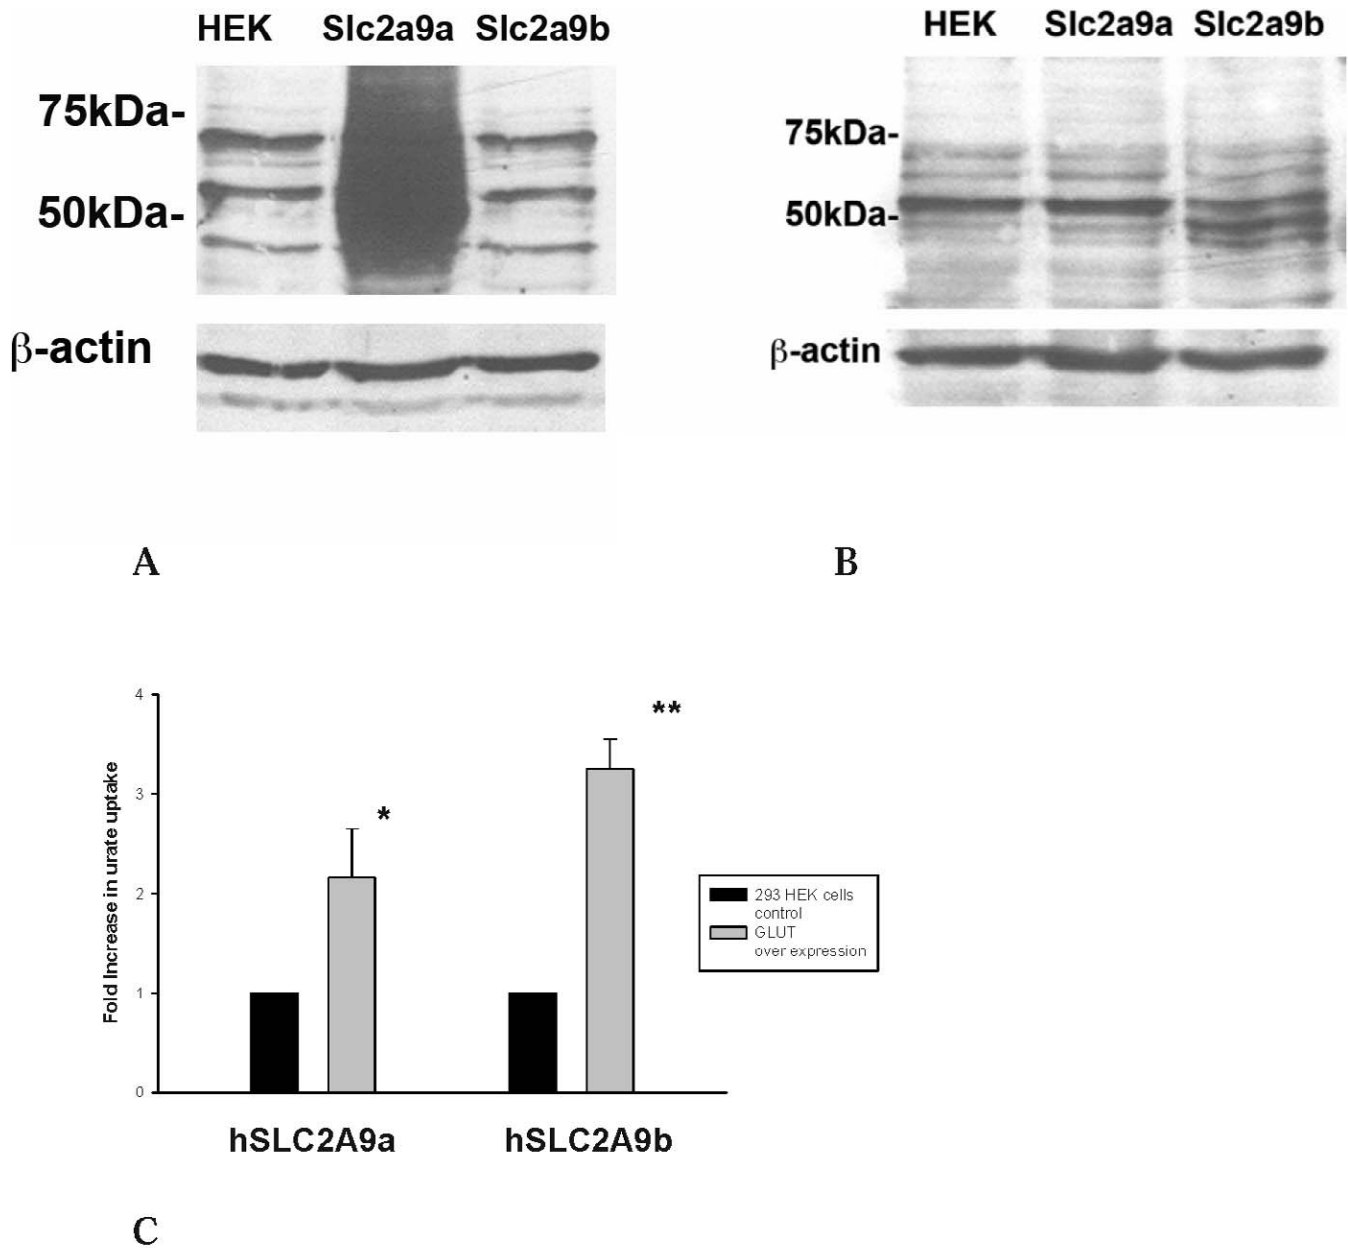 HEK Slc2a9a Slc2a9b
75kDa-
50kDa-
β-actin
A
HEK Slc2a9a Slc2a9b
75kDa-
50kDa-
β-actin
B
4
3
2
1
0
Fold Increase in urate uptake
*
**
293 HEK cells
control
GLUT
over expression
hSLC2A9a hSLC2A9b
C